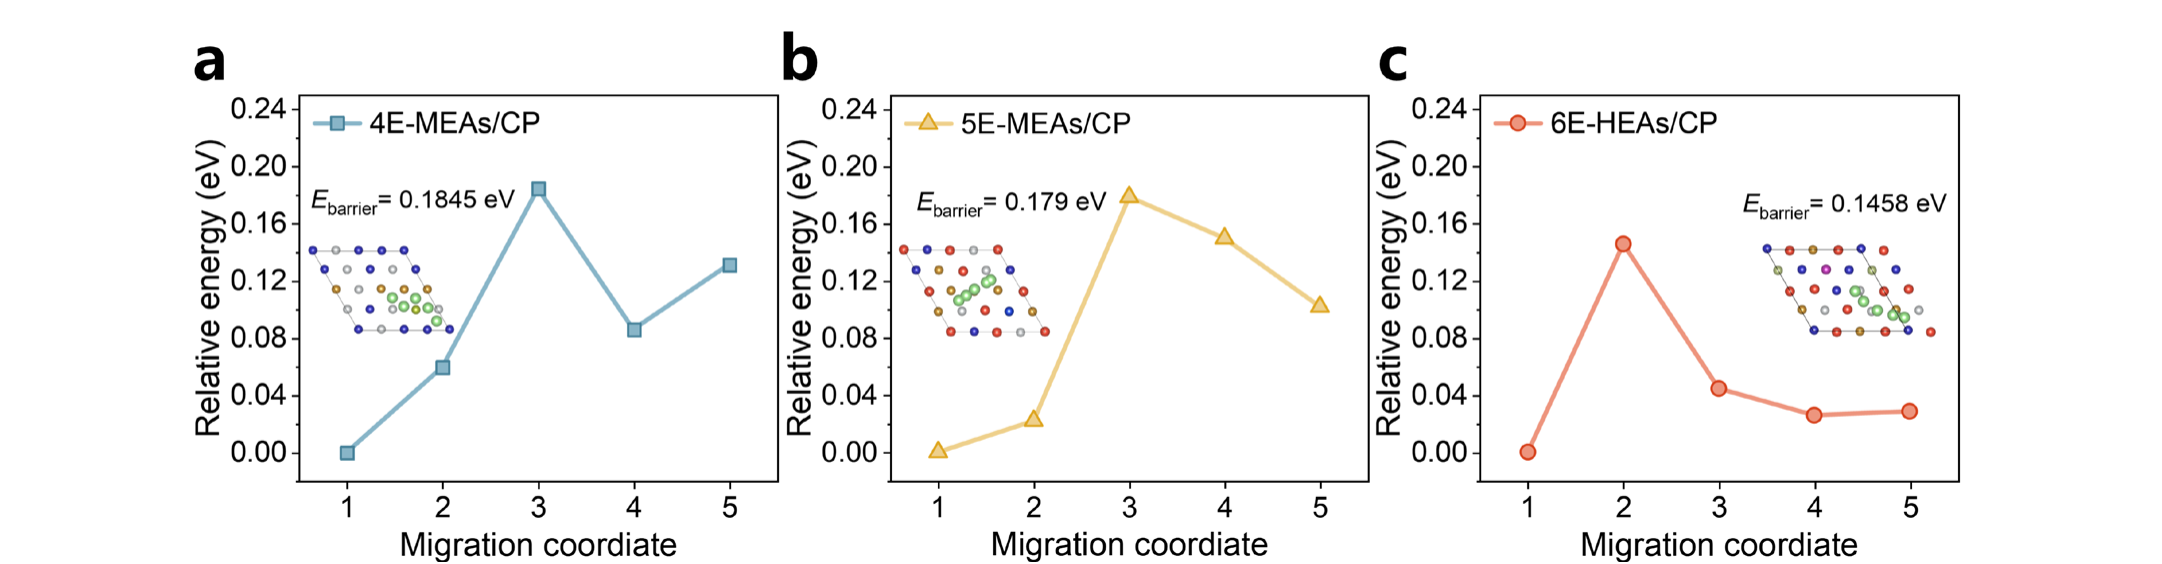 a
4E-MEAs/CP
Relative energy (eV)
0.24
0.20
0.16
0.12
0.08
0.04
0.00
Ebarrier= 0.1845 eV
1 2 3 4 5
Migration coordiate
b
5E-MEAs/CP
Relative energy (eV)
0.24
0.20
0.16
0.12
0.08
0.04
0.00
Ebarrier= 0.179 eV
1 2 3 4 5
Migration coordiate
c
6E-HEAs/CP
Relative energy (eV)
0.24
0.20
0.16
0.12
0.08
0.04
0.00
Ebarrier= 0.1458 eV
1 2 3 4 5
Migration coordiate